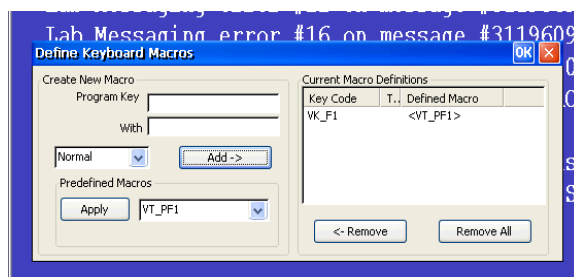 Lab Messaging error #16 on message #3119609
Define Keyboard Macros
OK
X
Create New Macro
Program Key
With
Normal
Add ->
Predefined Macros
Apply
VT_PF1
Current Macro Definitions
Key Code T.. Defined Macro
VK_F1 <VT_PF1>
<- Remove
Remove All